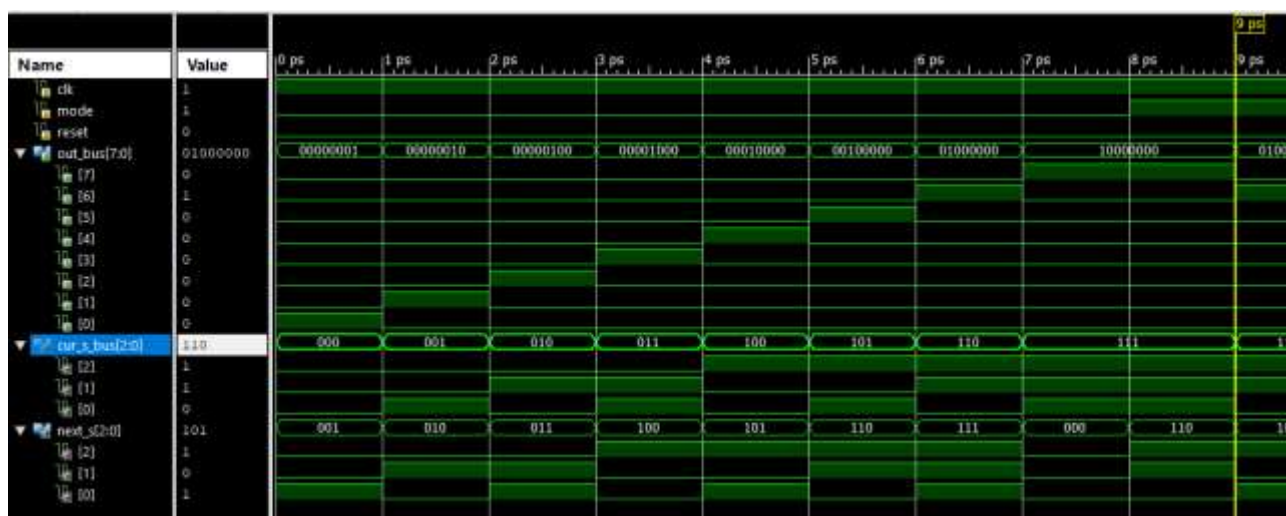 9 ps
Name Value 0 ps 1 ps 2 ps 3 ps 4 ps 5 ps 6 ps 7 ps 8 ps 9 ps
clk 1
mode 1
reset 0
out_bus[7:0] 01000000 00000001 00000010 00000100 00001000 00010000 00100000 01000000 10000000 0100
[7] 0
[6] 1
[5] 0
[4] 0
[3] 0
[2] 0
[1] 0
[0] 0
cur_s_bus[2:0] 110 000 001 010 011 100 101 110 111 1
[2] 1
[1] 1
[0] 0
next_s[2:0] 101 001 010 011 100 101 110 111 000 110 1
[2] 1
[1] 0
[0] 1